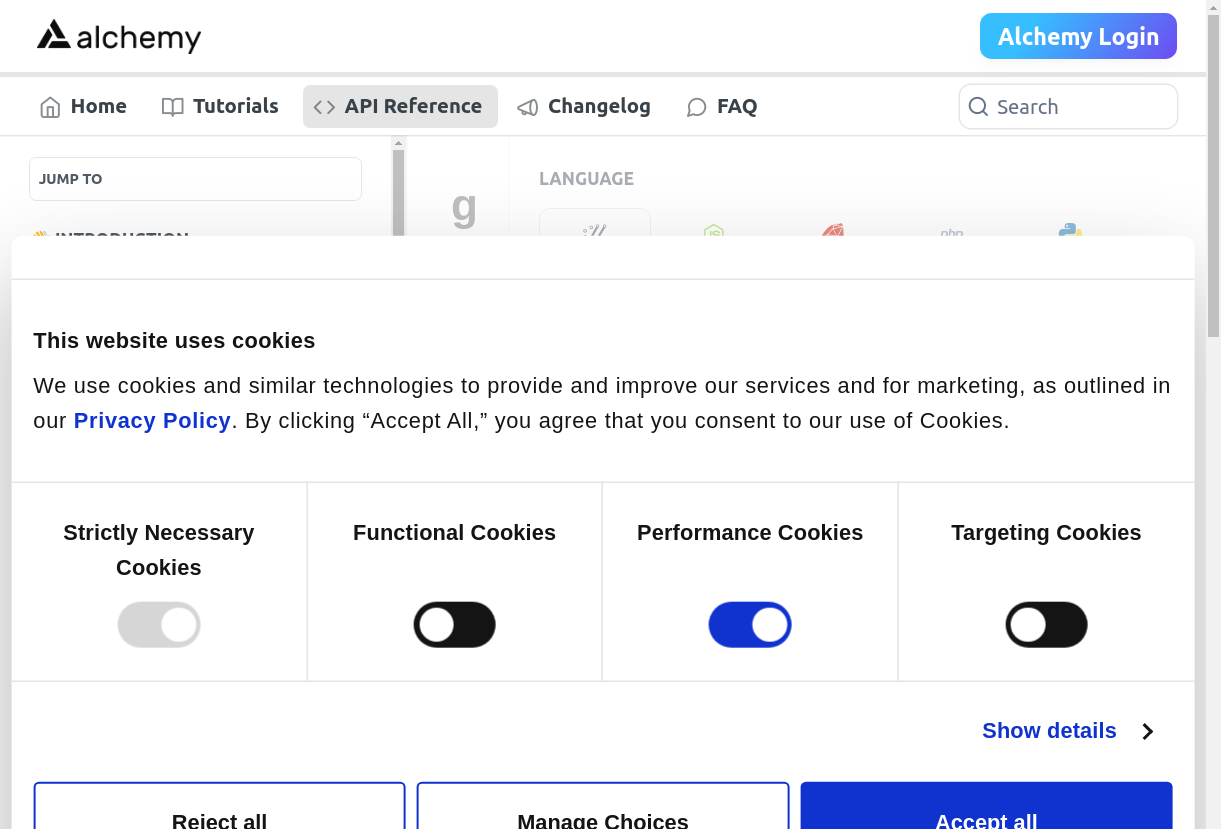 alchemy
Alchemy Login
Home
Tutorials
API Reference
Changelog
FAQ
Search
JUMP TO
LANGUAGE
g
INTRODUCTION
JS
php
This website uses cookies
We use cookies and similar technologies to provide and improve our services and for marketing, as outlined in
our Privacy Policy. By clicking “Accept All,” you agree that you consent to our use of Cookies.
Strictly Necessary
Cookies
Functional Cookies
Performance Cookies
Targeting Cookies
Show details
Reject all
Manage Choices
Accept all